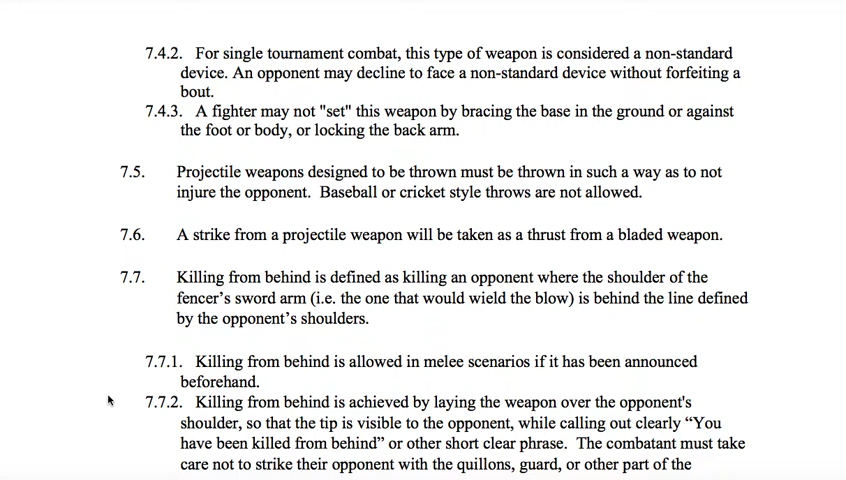 7.4.2. For single tournament combat, this type of weapon is considered a non-standard
device. An opponent may decline to face a non-standard device without forfeiting a
bout.
7.4.3. A fighter may not "set" this weapon by bracing the base in the ground or against
the foot or body, or locking the back arm.
7.5. Projectile weapons designed to be thrown must be thrown in such a way as to not
injure the opponent. Baseball or cricket style throws are not allowed.
7.6. A strike from a projectile weapon will be taken as a thrust from a bladed weapon.
7.7. Killing from behind is defined as killing an opponent where the shoulder of the
fencer’s sword arm (i.e. the one that would wield the blow) is behind the line defined
by the opponent’s shoulders.
7.7.1. Killing from behind is allowed in melee scenarios if it has been announced
beforehand.
7.7.2. Killing from behind is achieved by laying the weapon over the opponent's
shoulder, so that the tip is visible to the opponent, while calling out clearly “You
have been killed from behind” or other short clear phrase. The combatant must take
care not to strike their opponent with the quillons, guard, or other part of the